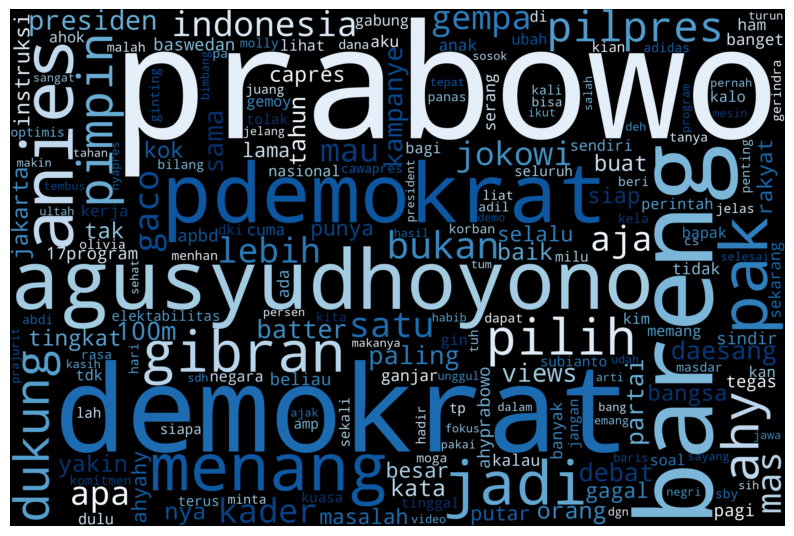 presiden
ahok
malah
baswedan
indonesia
molly
lihat
gabung
dana
aku
gempa
di
anak
ubah
pilpres
kian
adidas
ham
banget
turun
instruksi
anies
pimpin
sangat
optimis
makin
tahan
prabowo
pa
bimbang
ginting
capres
juang
gemoy
tolak
jelang
tahun
kampanye
panas
serang
sosok
tepat
kali
bisa
ikut
salah
pernah
kalo
program
mesin
gerindra
tanya
deh
sama
kok
bilang
lama
nasional
cawapres
mau
bagi
president
jokowi
sendiri
seluruh
buat
beri
siap
perintah
jelas
penting
rakyat
jakarta
tembus
ultah
kerja
nyapres
gaco
pdemokrat
liat
adil
korban
hasil
demo
kela
bapak
tak
olivia
17program
apbd
dki
cuma
punya
lebih
menhan
bukan
selalu
baik
milu
aja
tidak
cs
pak
sekarang
selesai
agusyudhoyono
sehat
ada
tum
bareng
abdi
elektabilitas
persen
kita
habib
dapat
kim
memang
sindir
tingkat
100m
batter
satu
makanya
gin
tuh
pilih
daesang
prajurit
rasa
kasih
tdk
hari
gibran
sdh
negara
beliau
paling
ganjar
unggul
views
subianto
udah
arti
partai
masdar
kan
bangsa
tegas
dukung
demokrat
lah
siapa
ajak
amp
sekali
hadir
tp
fokus
pakai
ahyprabowo
dalam
banyak
bang
emang
jangan
baris
sayang
jawa
ahy
mas
yakin
komitmen
apa
dulu
ahyahy
menang
nya
terus
kader
minta
kuasa
masalah
moga
besar
kata
tinggal
video
kalau
jadi
putar
orang
dgn
gagal
debat
soal
negri
sby
sih
pagi